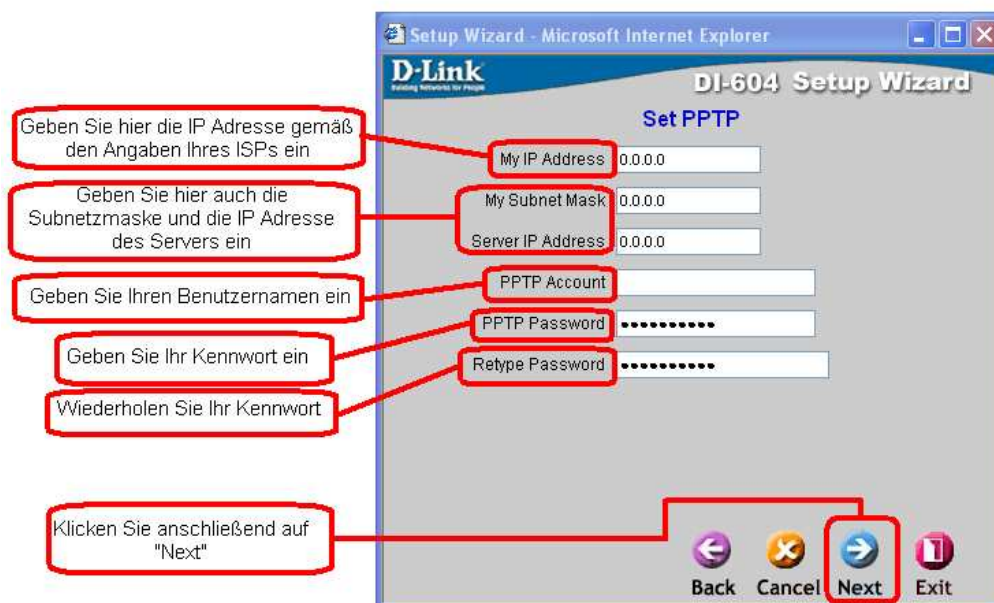 Setup Wizard - Microsoft Internet Explorer
D-Link
Building Networks for People
DI-604 Setup Wizard
Set PPTP
Geben Sie hier die IP Adresse gemäß
den Angaben Ihres ISPs ein
My IP Address 0.0.0.0
Geben Sie hier auch die
Subnetzmaske und die IP Adresse
des Servers ein
My Subnet Mask 0.0.0.0
Server IP Address 0.0.0.0
Geben Sie Ihren Benutzernamen ein
PPTP Account
Geben Sie Ihr Kennwort ein
PPTP Password ••••••••••
Wiederholen Sie Ihr Kennwort
Retype Password ••••••••••
Klicken Sie anschließend auf
"Next"
Back Cancel Next Exit